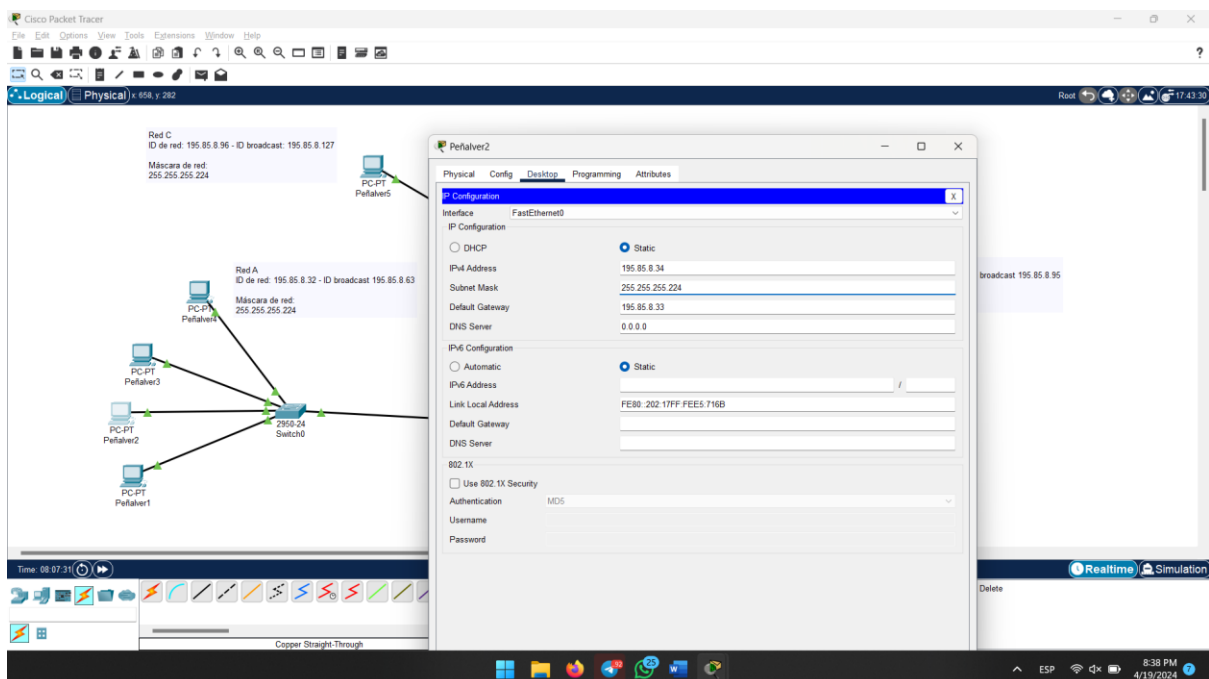 Cisco Packet Tracer
File Edit Options View Tools Extensions Window Help
?
Logical Physical x: 658, y: 282
Root 17:43:30
Red C
ID de red: 195.85.8.96 - ID broadcast: 195.85.8.127
Máscara de red:
255.255.255.224
PC-PT
Peñalver5
Red A
ID de red: 195.85.8.32 - ID broadcast 195.85.8.63
Máscara de red:
255.255.255.224
PC-PT
Peñalver4
PC-PT
Peñalver3
PC-PT
Peñalver2
2950-24
Switch0
PC-PT
Peñalver1
broadcast 195.85.8.95
Peñalver2
Physical Config Desktop Programming Attributes
IP Configuration X
Interface FastEthernet0
IP Configuration
DHCP Static
IPv4 Address 195.85.8.34
Subnet Mask 255.255.255.224
Default Gateway 195.85.8.33
DNS Server 0.0.0.0
IPv6 Configuration
Automatic Static
IPv6 Address /
Link Local Address FE80::202:17FF:FEE5:716B
Default Gateway
DNS Server
802.1X
Use 802.1X Security
Authentication MD5
Username
Password
Time: 08:07:31
Realtime Simulation
Delete
Copper Straight-Through
92
25
ESP
8:38 PM
4/19/2024
7